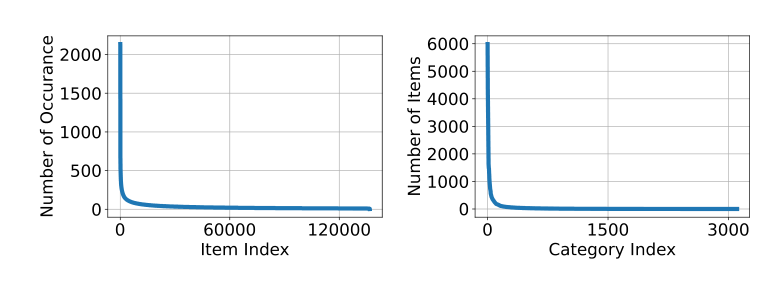 Number of Occurance
2000
1500
1000
500
0
0 60000 120000
Item Index
Number of Items
6000
5000
4000
3000
2000
1000
0
0 1500 3000
Category Index